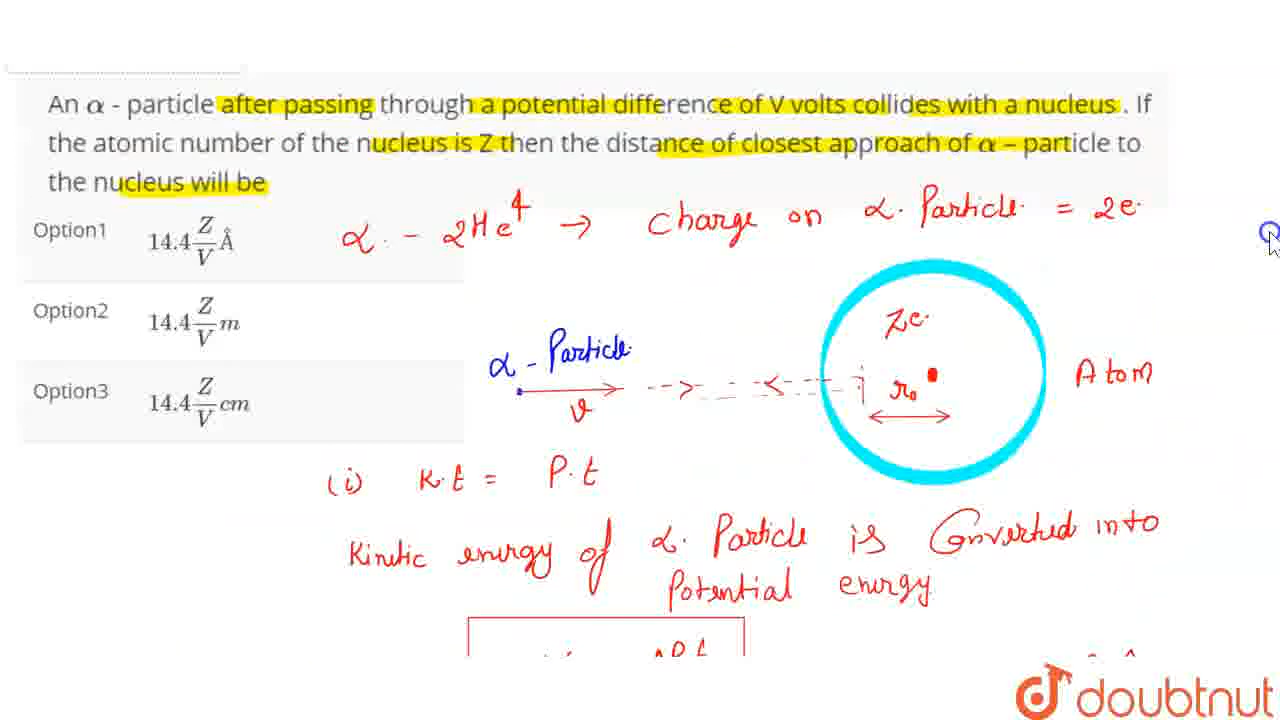 An α - particle after passing through a potential difference of V volts collides with a nucleus . If
the atomic number of the nucleus is Z then the distance of closest approach of α – particle to
the nucleus will be
Option1 14.4 Z/V Å
Option2 14.4 Z/V m
Option3 14.4 Z/V cm
α. - 2He⁴ → Charge on α. Particle. = 2e.
Ze.
α - Particle.
v
r₀
Atom
(i) K.E = P.E
Kinetic energy of α. Particle is Converted into
Potential energy
doubtnut